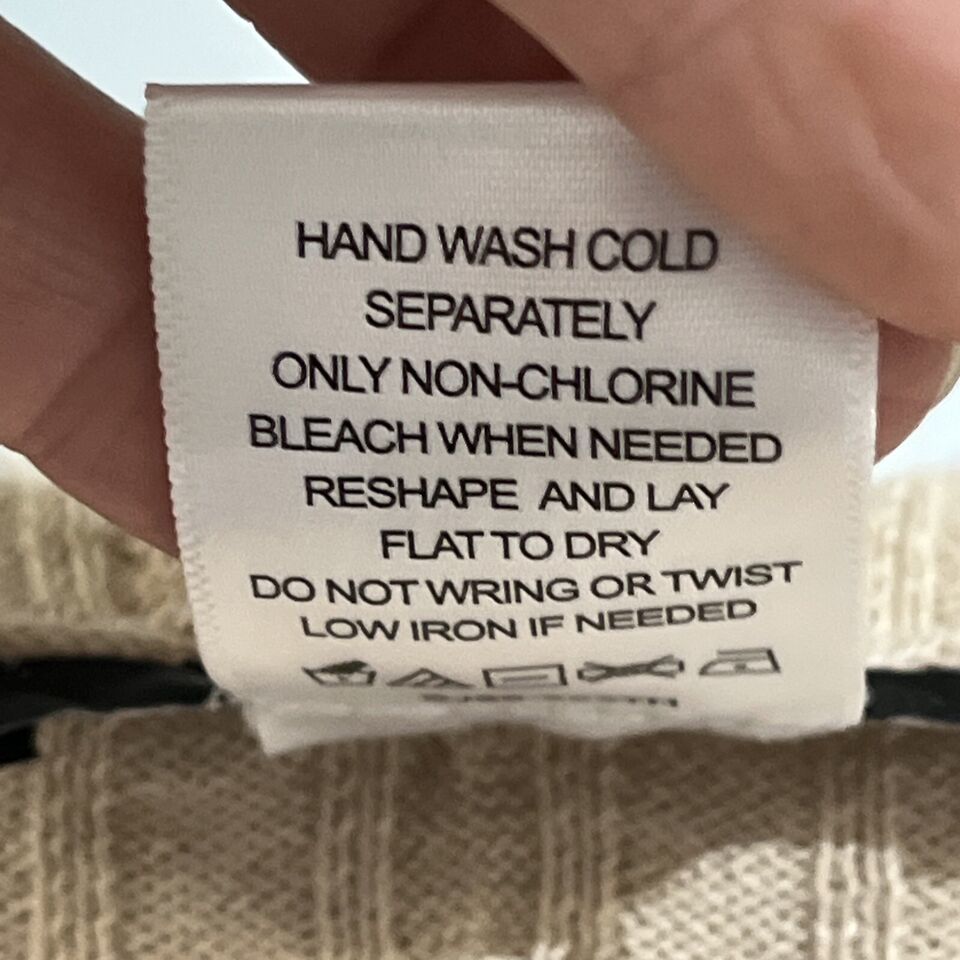 HAND WASH COLD
SEPARATELY
ONLY NON-CHLORINE
BLEACH WHEN NEEDED
RESHAPE AND LAY
FLAT TO DRY
DO NOT WRING OR TWIST
LOW IRON IF NEEDED